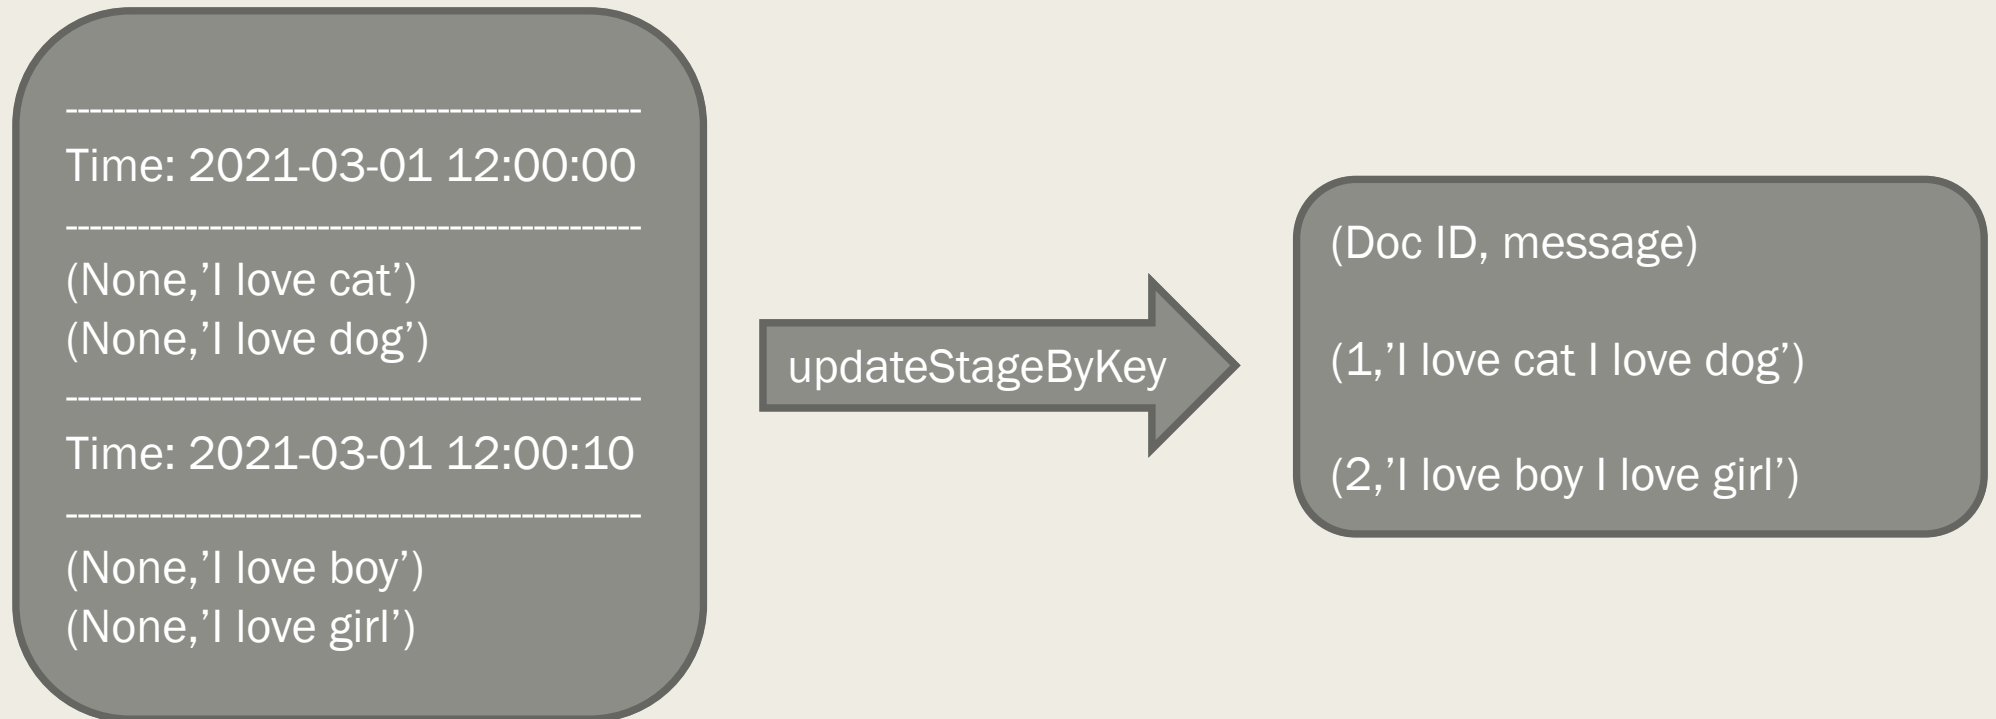 ------------------------------------------------
Time: 2021-03-01 12:00:00
------------------------------------------------
(None,’I love cat’)
(None,’I love dog’)
------------------------------------------------
Time: 2021-03-01 12:00:10
------------------------------------------------
(None,’I love boy’)
(None,’I love girl’)
updateStageByKey
(Doc ID, message)
(1,’I love cat I love dog’)
(2,’I love boy I love girl’)